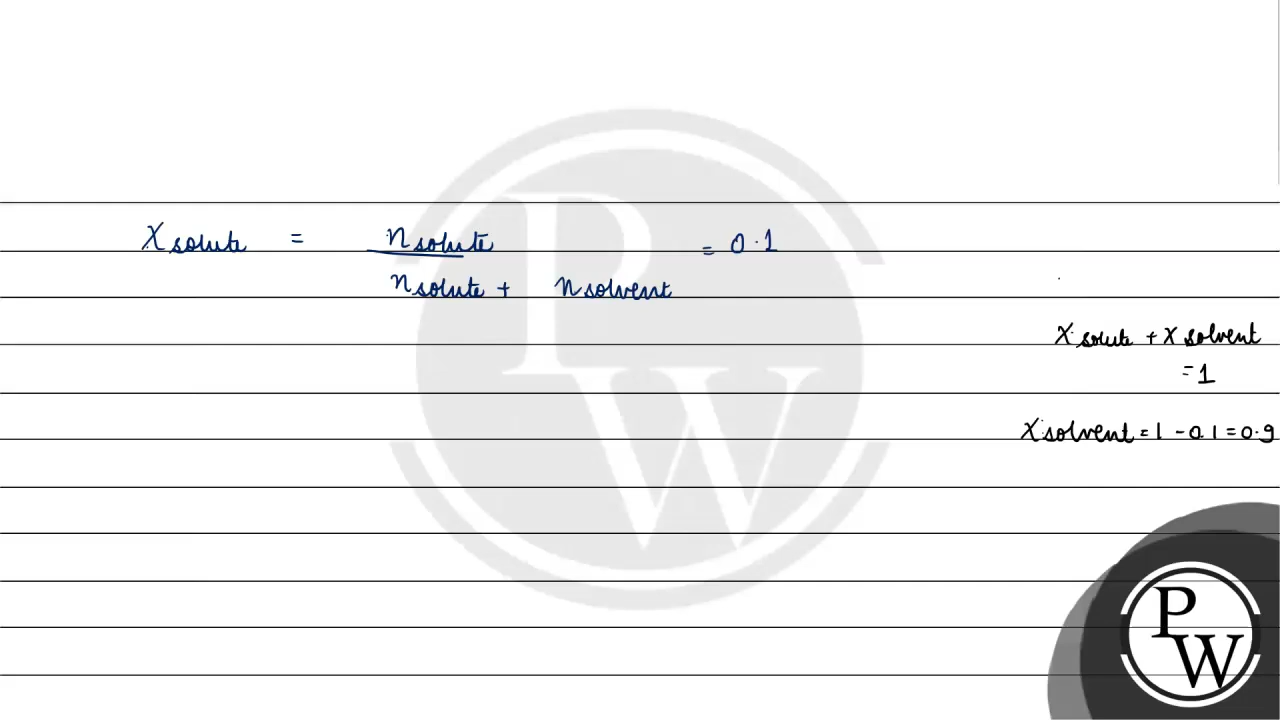 X solute = n solute = 0.1
n solute + n solvent
X solute + X solvent
= 1
X solvent = 1 - 0.1 = 0.9
P
W
P
W